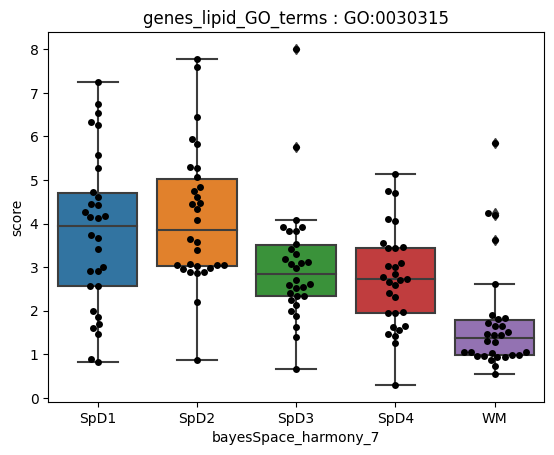 genes_lipid_GO_terms : GO:0030315
score
8
7
6
5
4
3
2
1
0
SpD1 SpD2 SpD3 SpD4 WM
bayesSpace_harmony_7